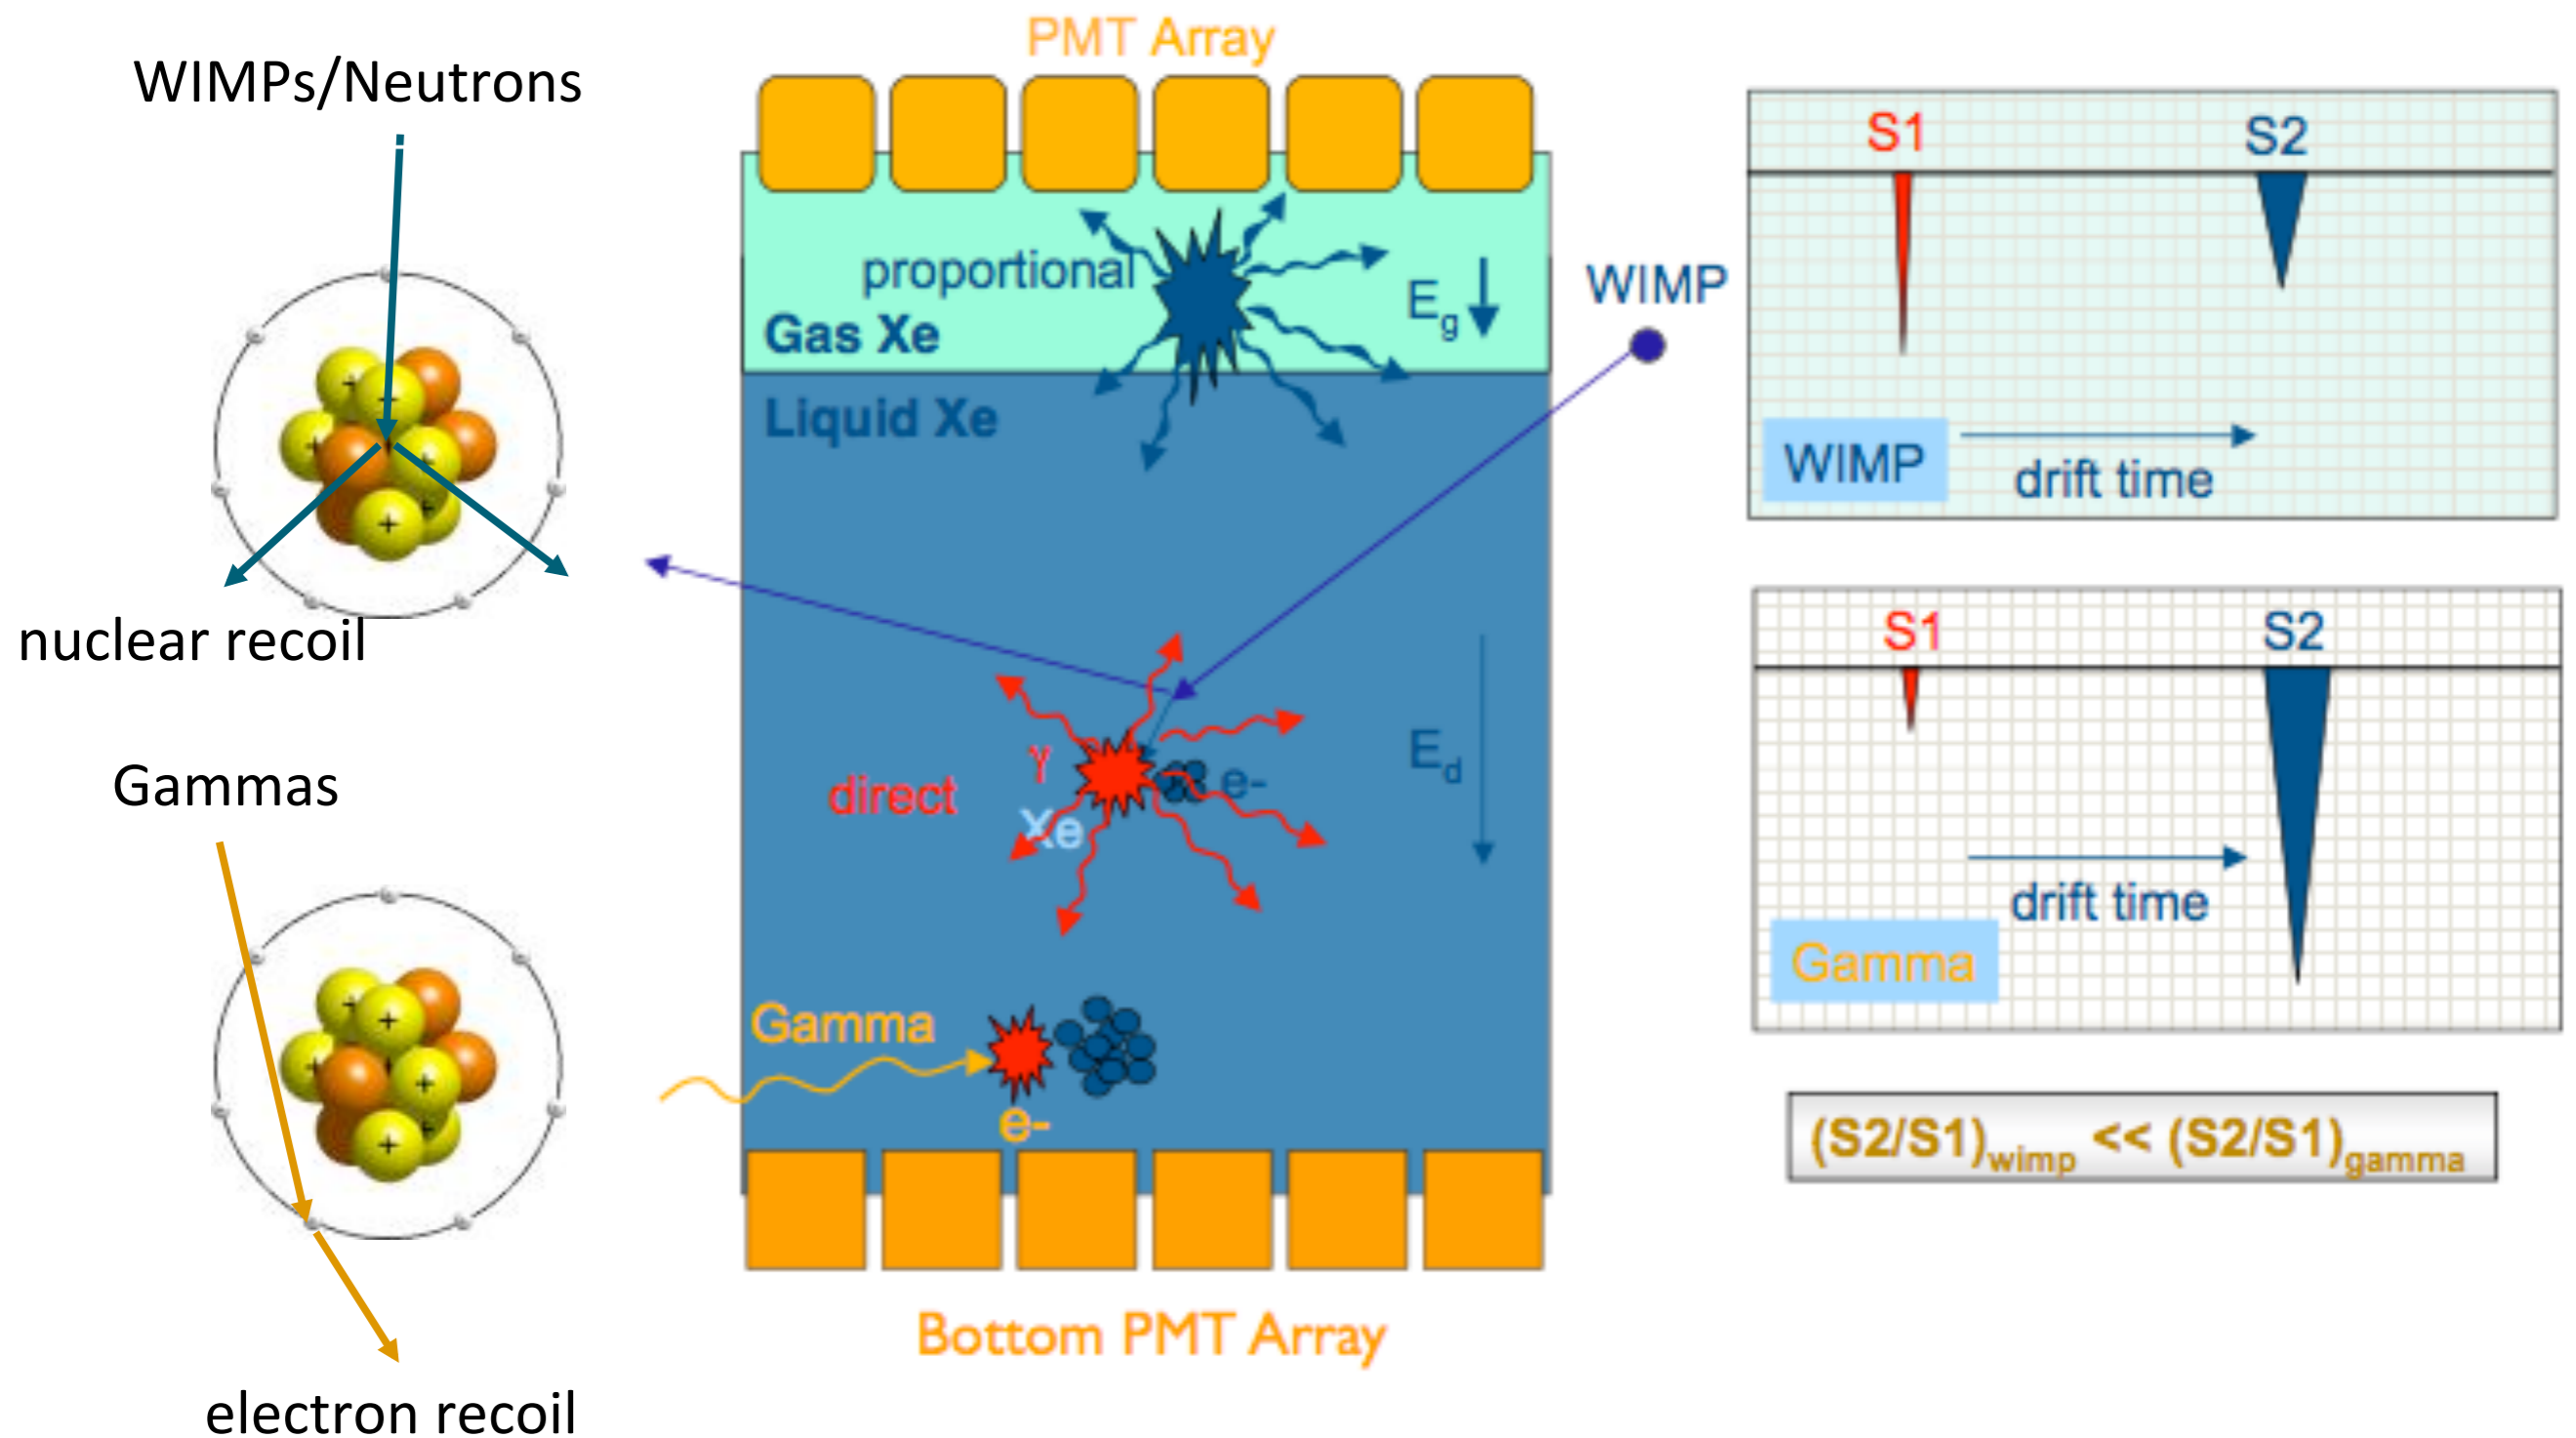 WIMPs/Neutrons
nuclear recoil
Gammas
electron recoil
PMT Array
proportional
Gas Xe
Eg
Liquid Xe
WIMP
γ
direct
Xe
e-
Ed
Gamma
e-
Bottom PMT Array
S1 S2
WIMP
drift time
S1 S2
drift time
Gamma
(S2/S1)wimp << (S2/S1)gamma
+
+
+
+
+
+
+
+
+
+
+
+